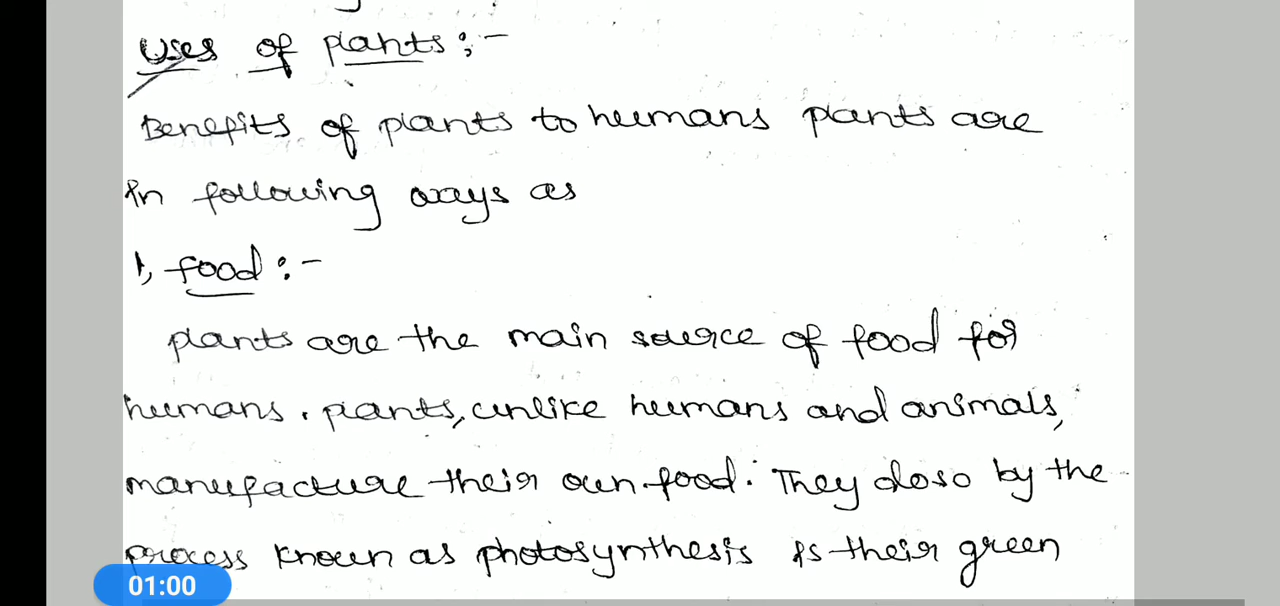 Uses of plants :-
Benefits of plants to humans plants are
in following ways as
1, food :-
plants are the main source of food for
humans. plants, unlike humans and animals,
manufacture their own food. They doso by the
process known as photosynthesis is their green
01:00